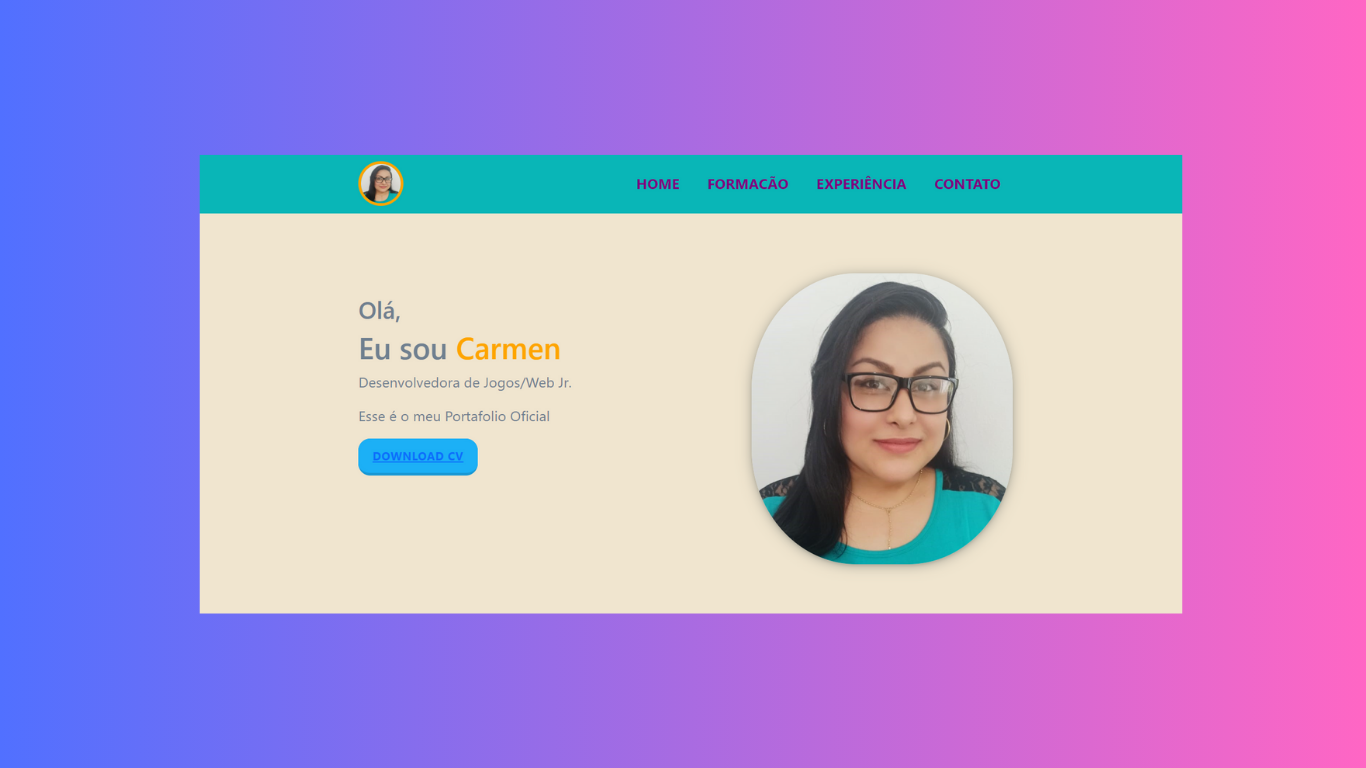 HOME FORMACÃO EXPERIÊNCIA CONTATO
Olá,
Eu sou Carmen
Desenvolvedora de Jogos/Web Jr.
Esse é o meu Portafolio Oficial
DOWNLOAD CV